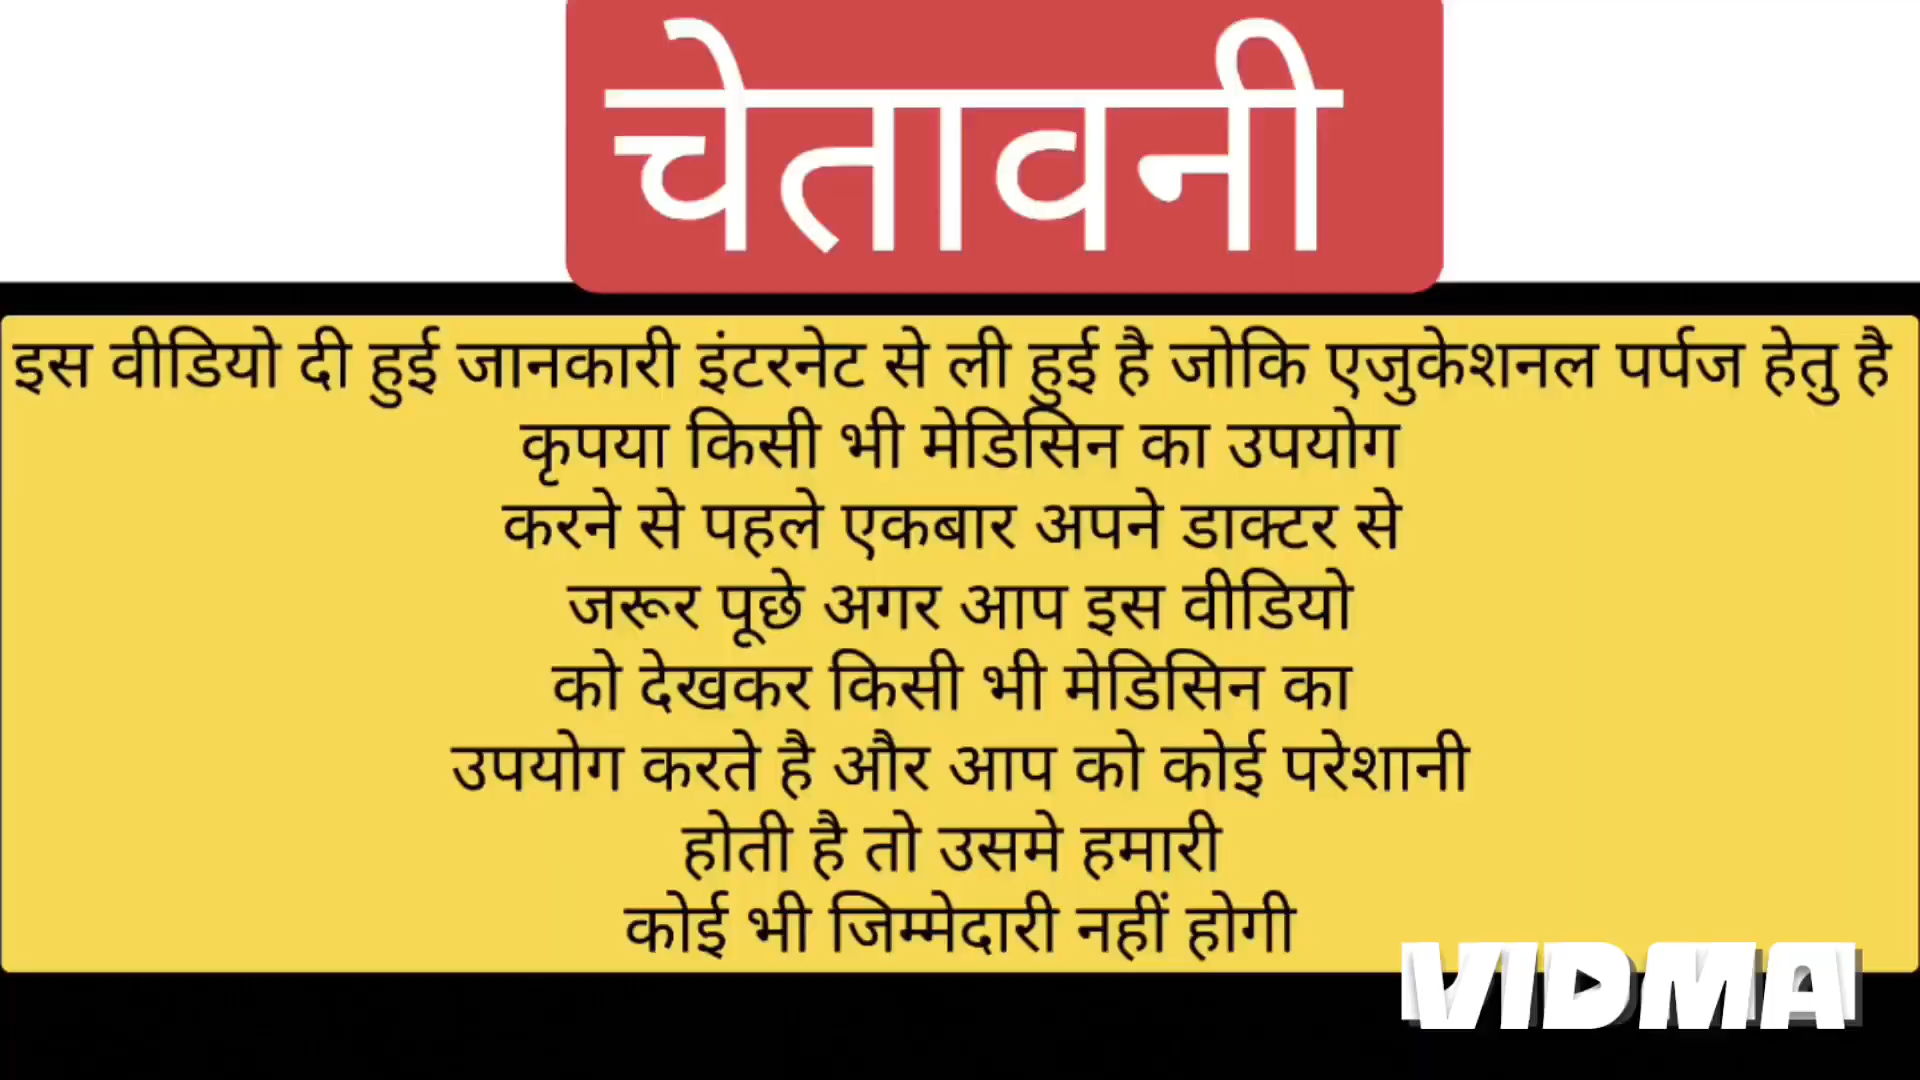 चेतावनी
इस वीडियो दी हुई जानकारी इंटरनेट से ली हुई है जोकि एजुकेशनल पर्पज हेतु है
कृपया किसी भी मेडिसिन का उपयोग
करने से पहले एकबार अपने डाक्टर से
जरूर पूछे अगर आप इस वीडियो
को देखकर किसी भी मेडिसिन का
उपयोग करते है और आप को कोई परेशानी
होती है तो उसमे हमारी
कोई भी जिम्मेदारी नहीं होगी
VIDMA